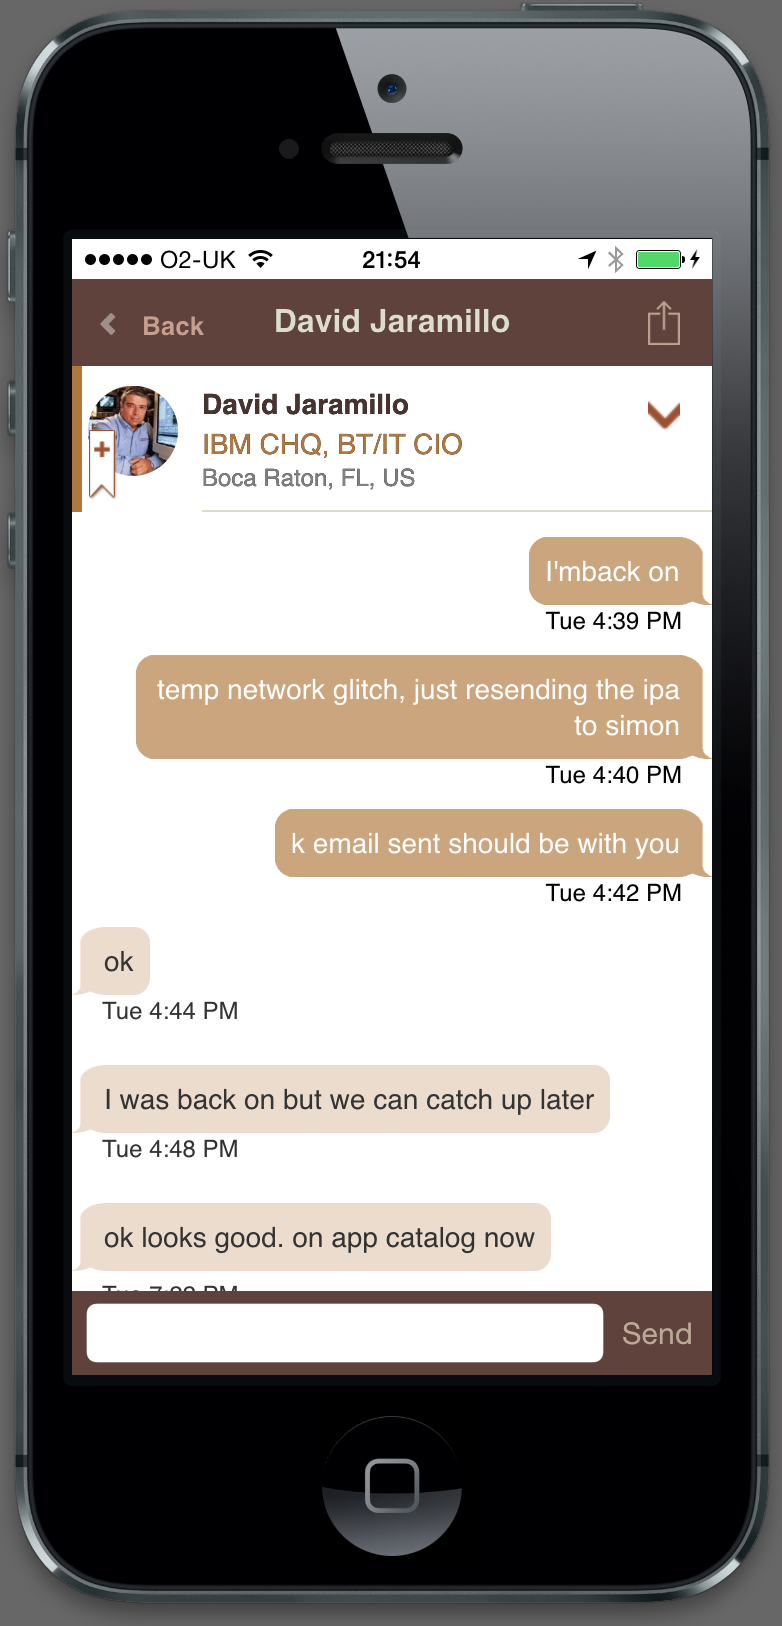 O2-UK 21:54
Back David Jaramillo
David Jaramillo
IBM CHQ, BT/IT CIO
Boca Raton, FL, US
I'mback on
Tue 4:39 PM
temp network glitch, just resending the ipa
to simon
Tue 4:40 PM
k email sent should be with you
Tue 4:42 PM
ok
Tue 4:44 PM
I was back on but we can catch up later
Tue 4:48 PM
ok looks good. on app catalog now
Tue
Send